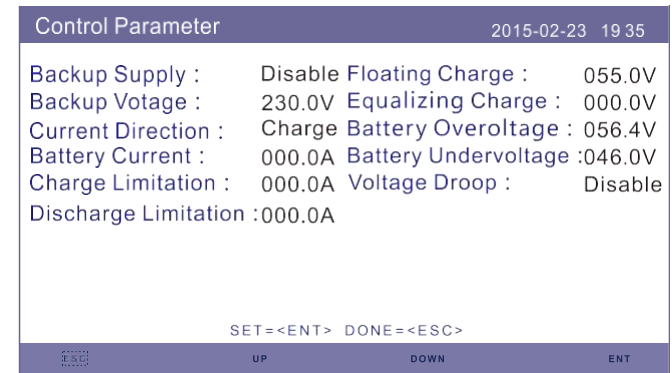 Control Parameter 2015-02-23 19 35
Backup Supply : Disable Floating Charge : 055.0V
Backup Votage : 230.0V Equalizing Charge : 000.0V
Current Direction : Charge Battery Overoltage : 056.4V
Battery Current : 000.0A Battery Undervoltage :046.0V
Charge Limitation : 000.0A Voltage Droop : Disable
Discharge Limitation :000.0A
SET=<ENT> DONE=<ESC>
ESC UP DOWN ENT